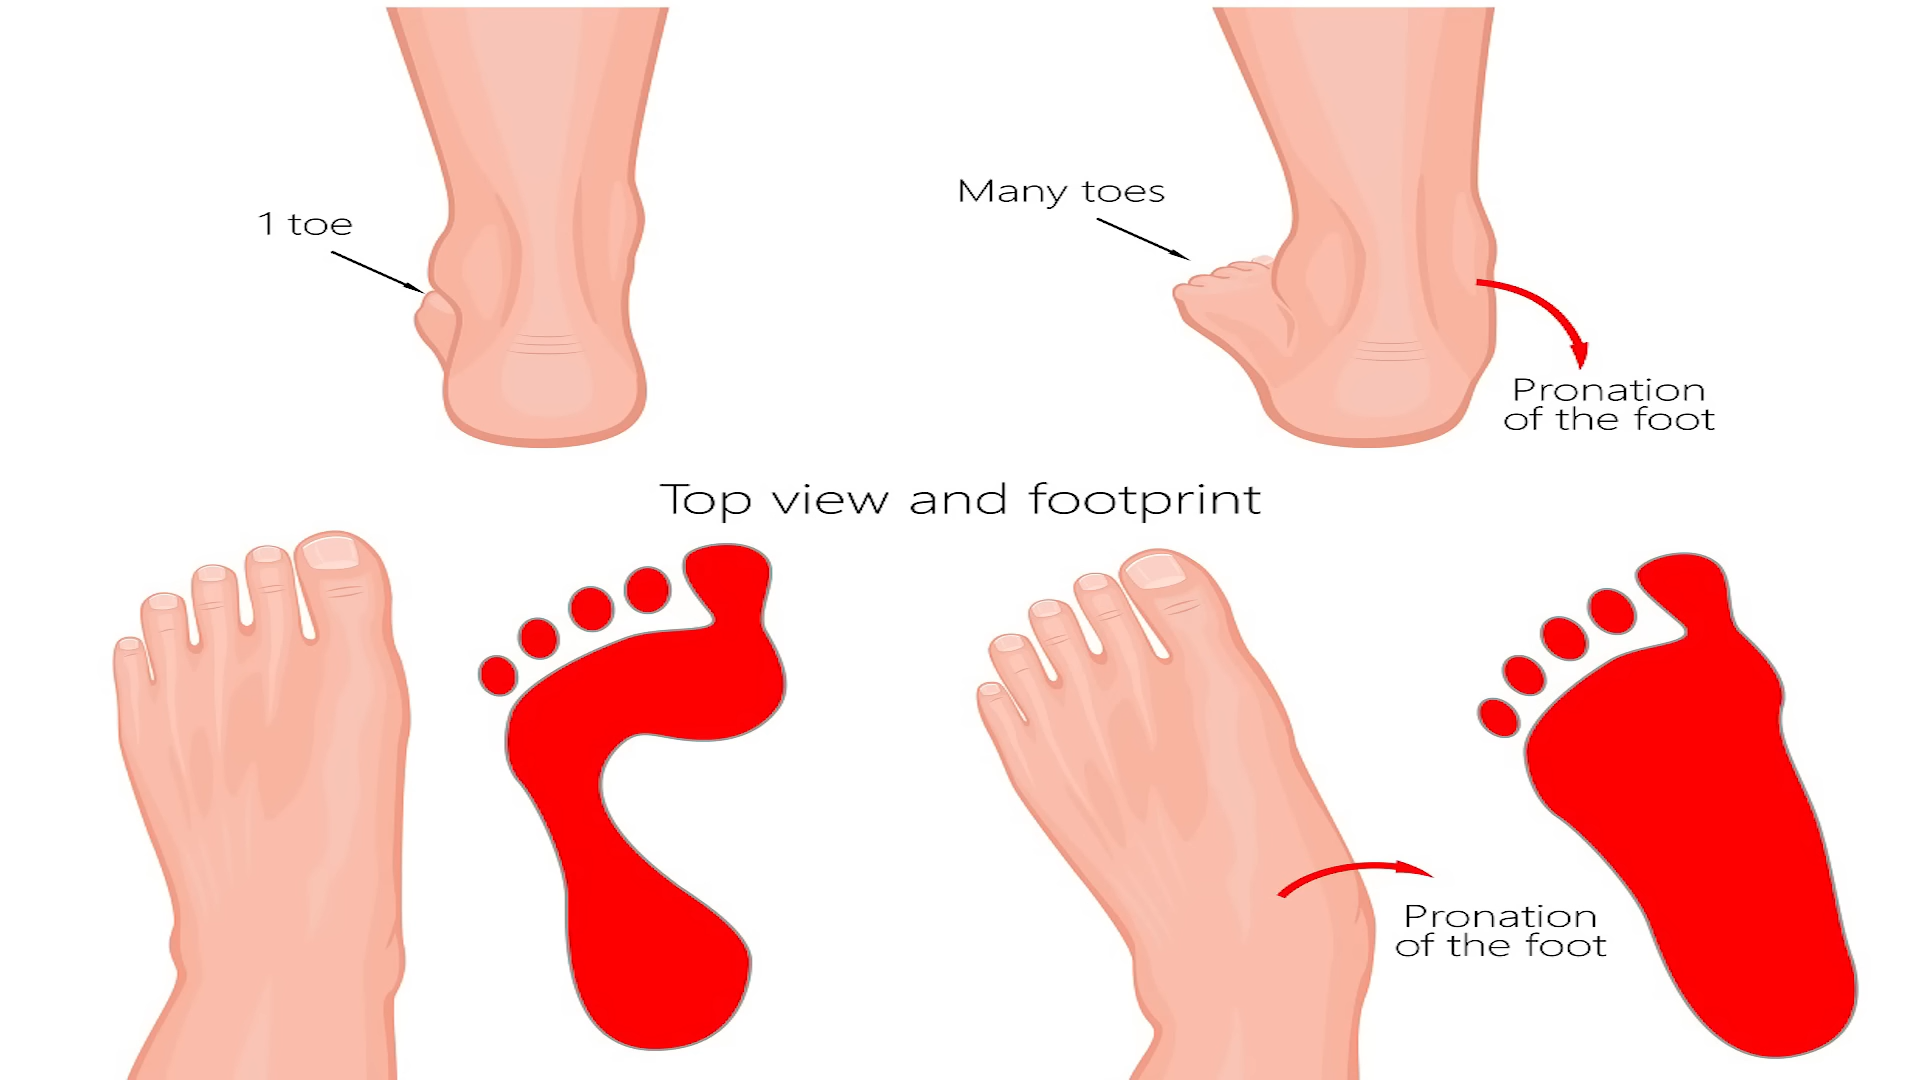 1 toe
Many toes
Pronation
of the foot
Top view and footprint
Pronation
of the foot